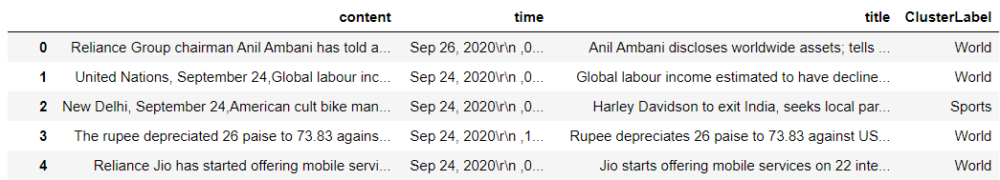 content time title ClusterLabel
0 Reliance Group chairman Anil Ambani has told a... Sep 26, 2020\r\n ,0... Anil Ambani discloses worldwide assets; tells ... World
1 United Nations, September 24,Global labour inc... Sep 24, 2020\r\n ,0... Global labour income estimated to have decline... World
2 New Delhi, September 24,American cult bike man... Sep 24, 2020\r\n ,0... Harley Davidson to exit India, seeks local par... Sports
3 The rupee depreciated 26 paise to 73.83 agains... Sep 24, 2020\r\n ,1... Rupee depreciates 26 paise to 73.83 against US... World
4 Reliance Jio has started offering mobile servi... Sep 24, 2020\r\n ,0... Jio starts offering mobile services on 22 inte... World